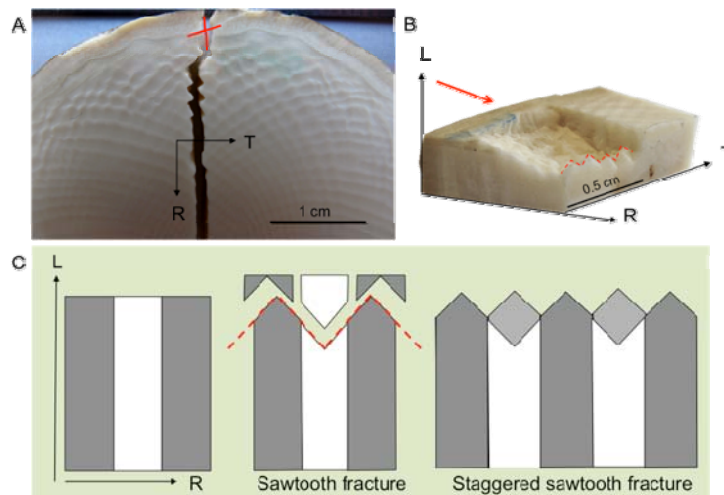 A
T
R
1 cm
B
L
T
0.5 cm
R
C
L
R
Sawtooth fracture
Staggered sawtooth fracture